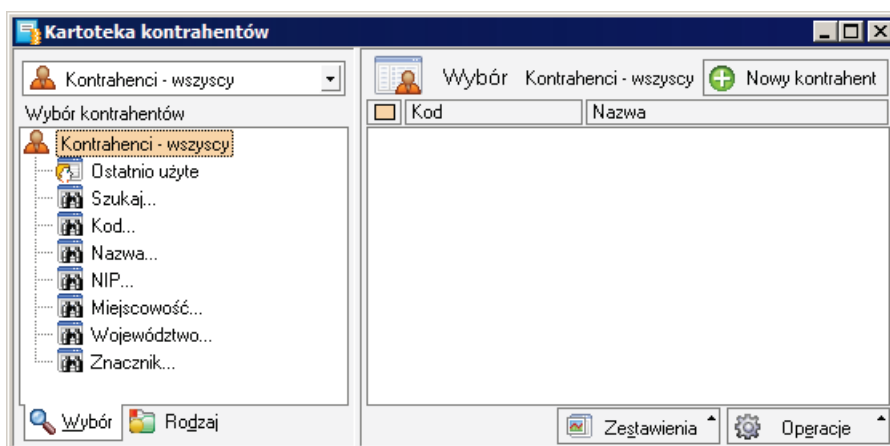 Kartoteka kontrahentów
Kontrahenci - wszyscy
Wybór kontrahentów
Kontrahenci - wszyscy
Ostatnio użyte
Szukaj...
Kod...
Nazwa...
NIP...
Miejscowość...
Województwo...
Znacznik...
Wybór Rodzaj
Wybór Kontrahenci - wszyscy Nowy kontrahent
Kod Nazwa
Zestawienia Operacje